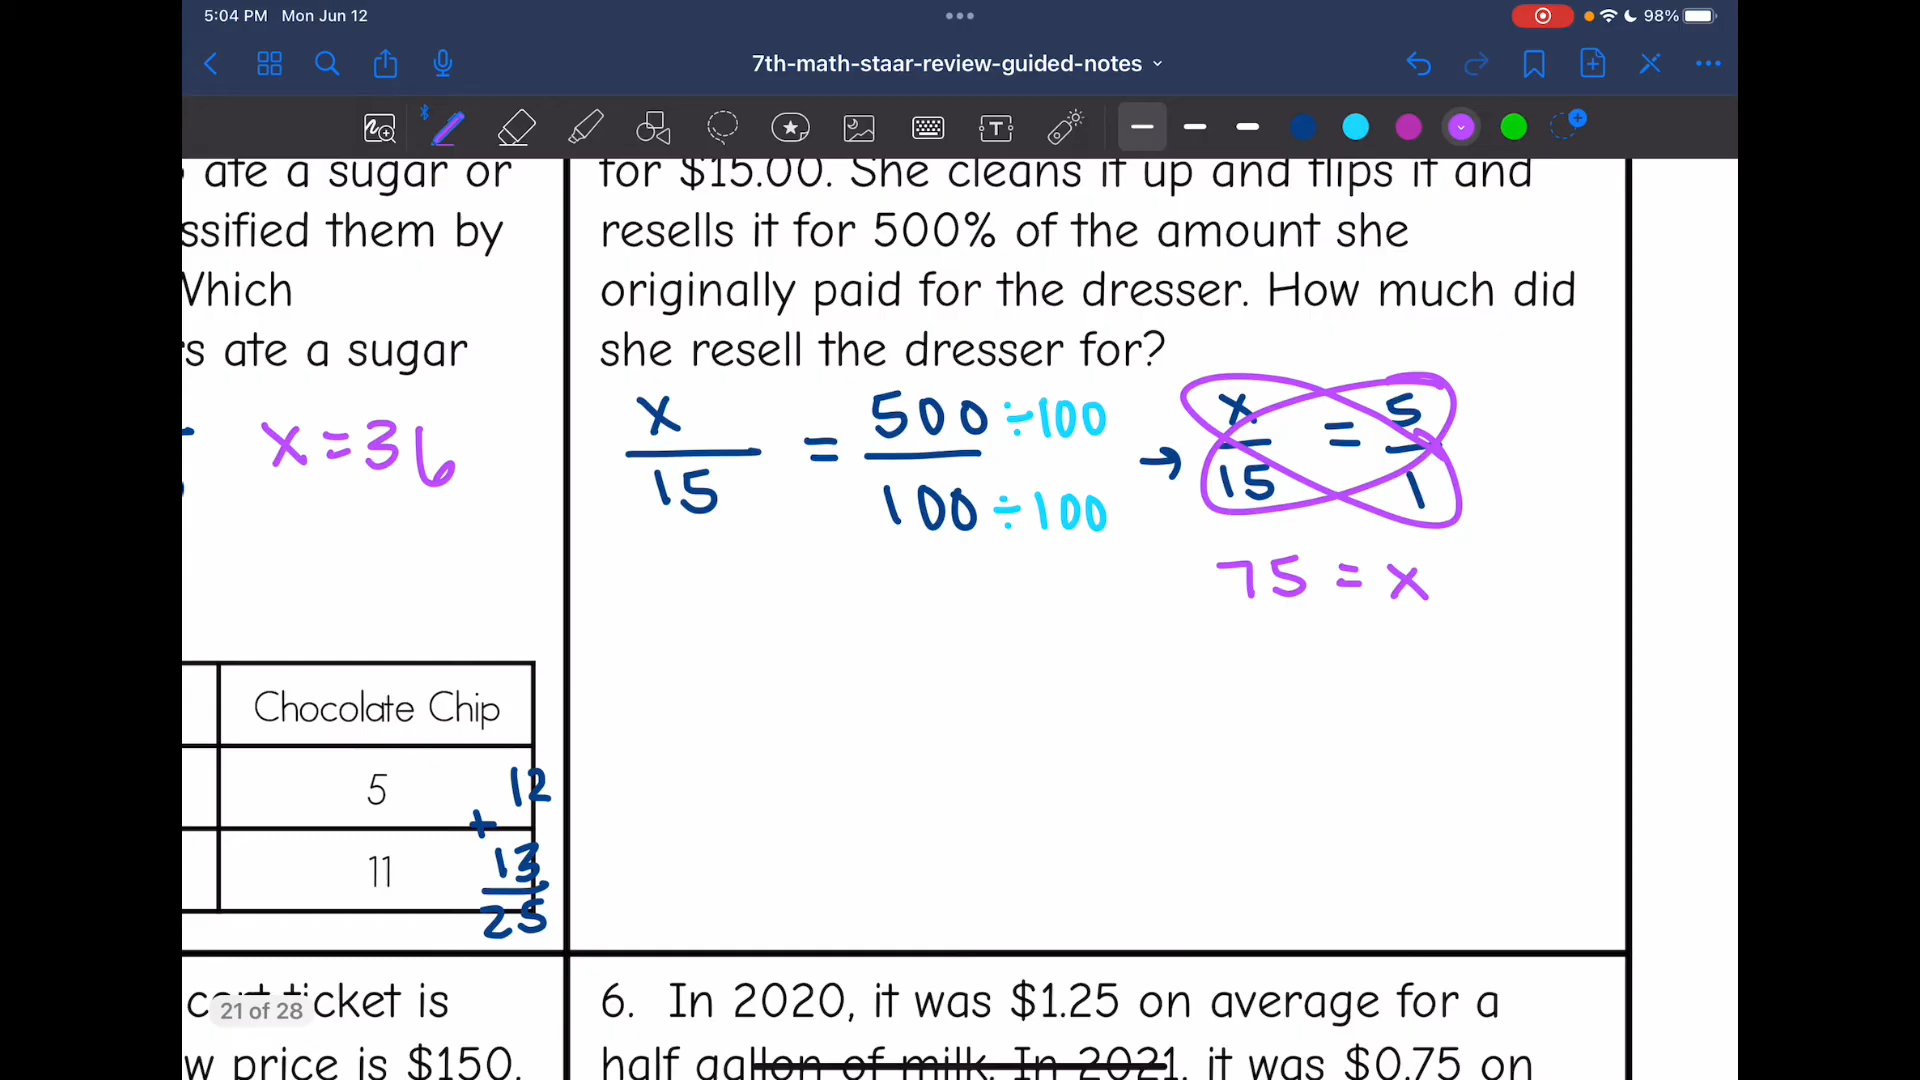 5:04 PM Mon Jun 12
98%
7th-math-staar-review-guided-notes
ate a sugar or
ssified them by
Which
rs ate a sugar
x = 36
Chocolate Chip
5
11
12
+
13
25
cert ticket is
w price is $150.
21 of 28
for $15.00. She cleans it up and flips it and
resells it for 500% of the amount she
originally paid for the dresser. How much did
she resell the dresser for?
x/15 = 500/100 ÷100 ÷100 → x/15 = 5/1
75 = x
6. In 2020, it was $1.25 on average for a
half gallon of milk. In 2021, it was $0.75 on